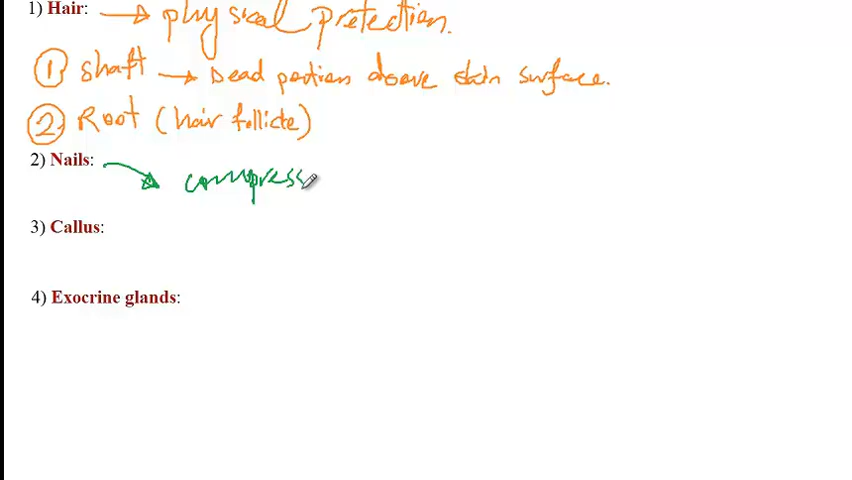 1) Hair: → physical protection.
① Shaft → Dead portion above skin surface.
② Root (hair follicle)
2) Nails: → compress
3) Callus:
4) Exocrine glands: